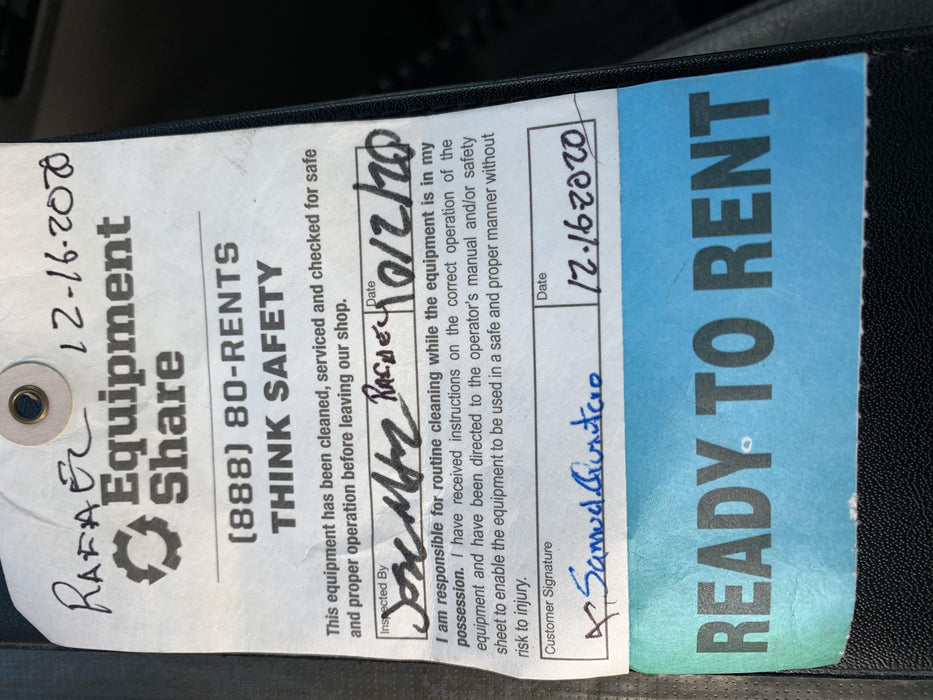 RAFAEL 12-16-2020
Equipment
Share
(888) 80-RENTS
THINK SAFETY
This equipment has been cleaned, serviced and checked for safe
and proper operation before leaving our shop.
Inspected By
Date
I am responsible for routine cleaning while the equipment is in my
possession. I have received instructions on the correct operation of the
equipment and have been directed to the operator's manual and/or safety
sheet to enable the equipment to be used in a safe and proper manner without
risk to injury.
Customer Signature
Date
12-16-2020
READY TO RENT